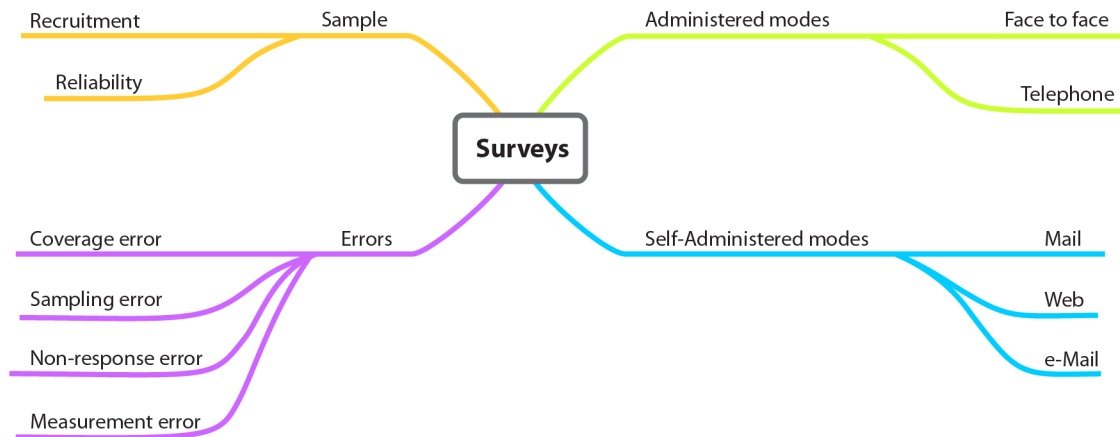 Recruitment
Sample
Reliability
Administered modes
Face to face
Telephone
Surveys
Coverage error
Errors
Sampling error
Non-response error
Measurement error
Self-Administered modes
Mail
Web
e-Mail